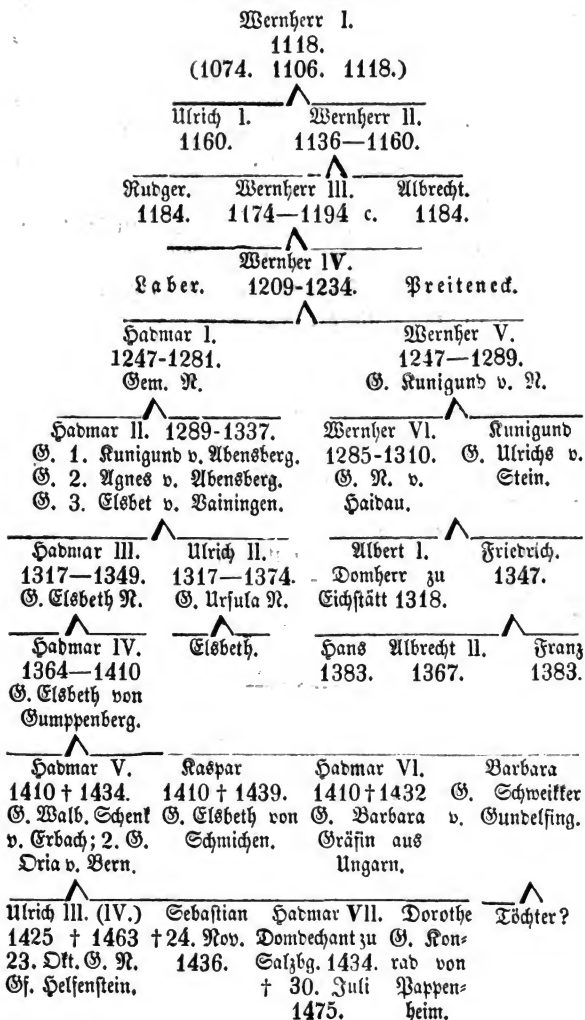 Wernherr I.
1118.
(1074. 1106. 1118.)
Ulrich I. Wernherr II.
1160. 1136—1160.
Rudger. Wernherr III. Albrecht.
1184. 1174—1194 c. 1184.
Wernher IV.
Laber. 1209-1234. Preiteneck.
Hadmar I. Wernher V.
1247-1281. 1247—1289.
Gem. N. G. Kunigund v. N.
Hadmar II. 1289-1337. Wernher VI. Kunigund
G. 1. Kunigund v. Abensberg. 1285-1310. G. Ulrichs v.
G. 2. Agnes v. Abensberg. G. N. v. Stein.
G. 3. Elsbet v. Vainingen. Haidau.
Hadmar III. Ulrich II. Albert I. Friedrich.
1317—1349. 1317—1374. Domherr zu 1347.
G. Elsbeth N. G. Ursula N. Eichstätt 1318.
Hadmar IV. Elsbeth. Hans Albrecht II. Franz
1364—1410 1383. 1367. 1383.
G. Elsbeth von
Gumppenberg.
Hadmar V. Kaspar Hadmar VI. Barbara
1410 † 1434. 1410 † 1439. 1410 † 1432 G. Schweikker
G. Walb. Schenk G. Elsbeth von G. Barbara v. Gundelfing.
v. Erbach; 2. G. Schmichen. Gräfin aus
Oria v. Bern. Ungarn.
Ulrich III. (IV.) Sebastian Hadmar VII. Dorothe Töchter?
1425 † 1463 † 24. Nov. Domdechant zu G. Kon-
23. Okt. G. N. 1436. Salzbg. 1434. rad von
Gf. Helfenstein. † 30. Juli Pappen-
1475. heim.